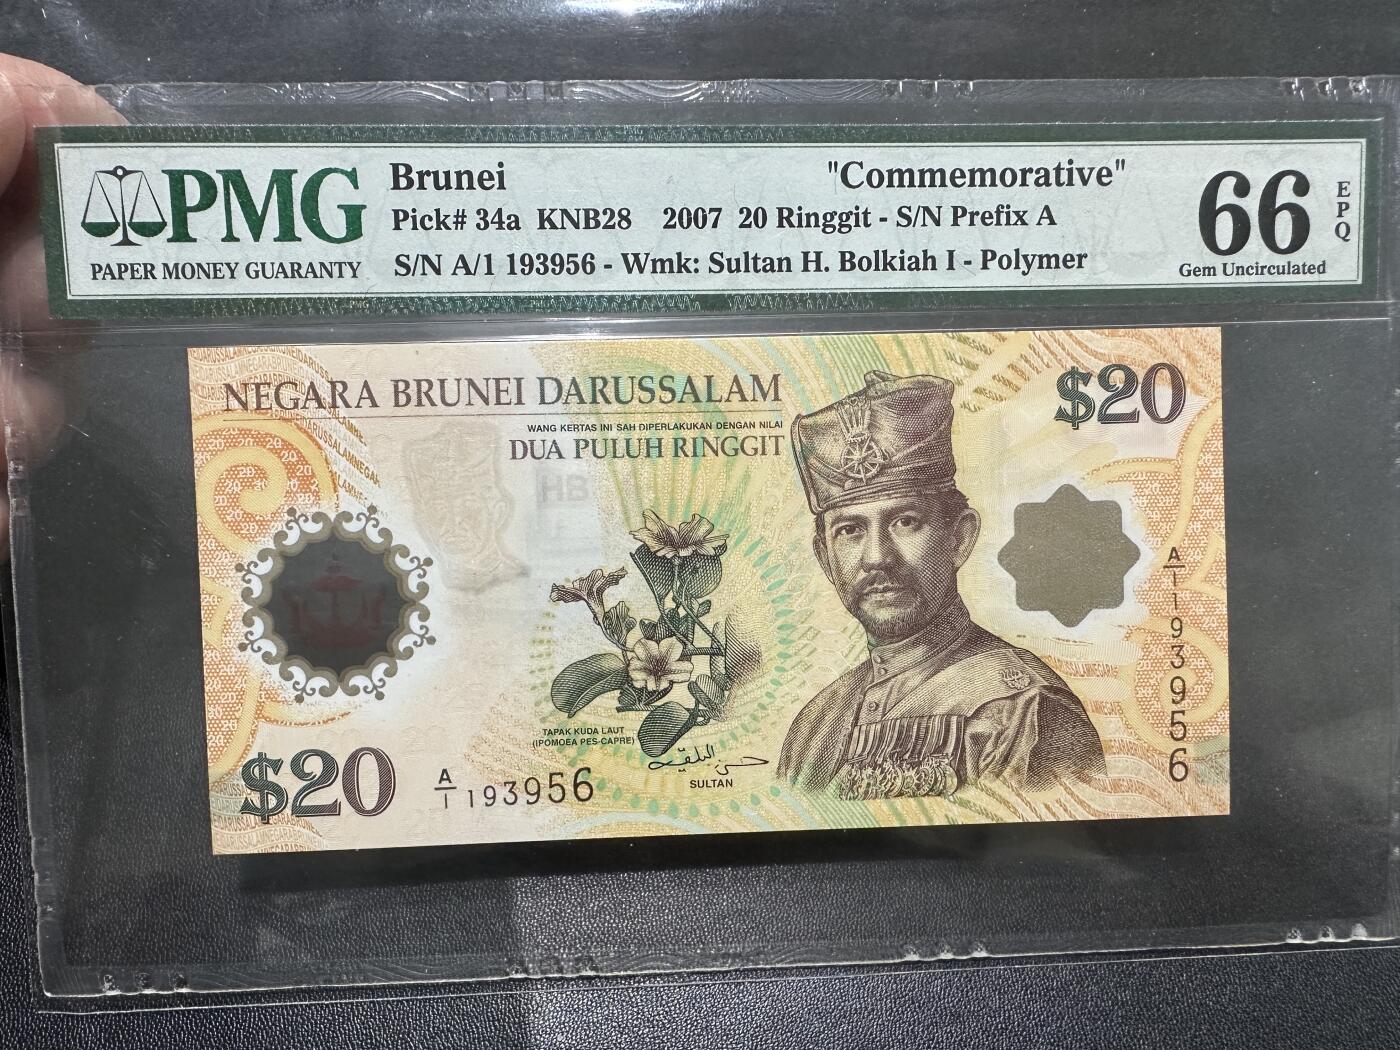 PMG
PAPER MONEY GUARANTY
Brunei "Commemorative"
Pick# 34a KNB28 2007 20 Ringgit - S/N Prefix A
S/N A/1 193956 - Wmk: Sultan H. Bolkiah I - Polymer
66
EPQ
Gem Uncirculated
NEGARA BRUNEI DARUSSALAM
WANG KERTAS INI SAH DIPERLAKUKAN DENGAN NILAI
DUA PULUH RINGGIT
$20
A/1 193956
TAPAK KUDA LAUT
(IPOMOEA PES-CAPRE)
SULTAN
$20
A/1 193956